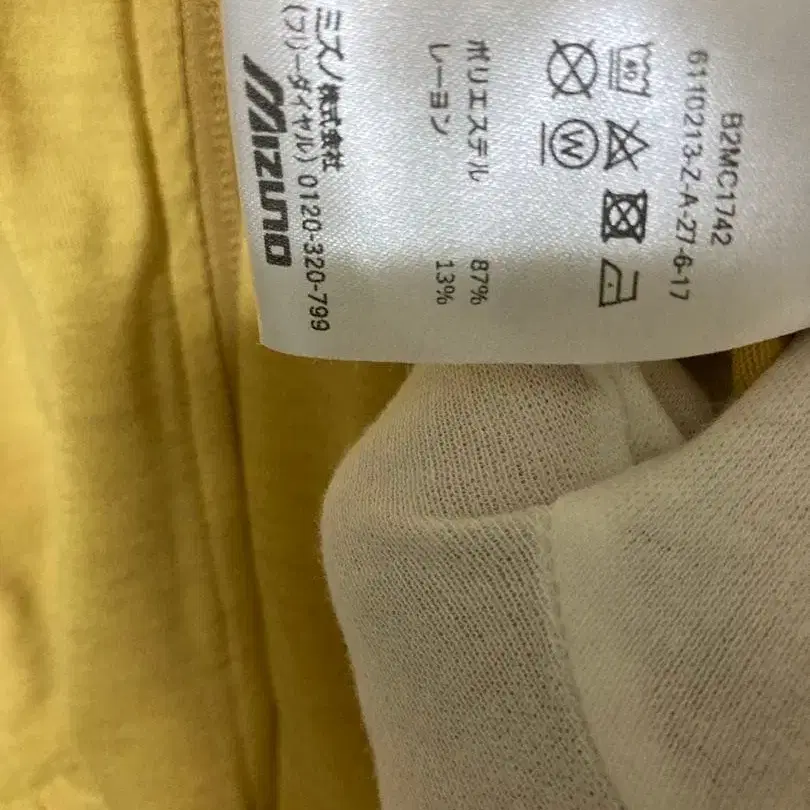 B2MC1742
6110213-Z-A-27-6-17
40
W
ポリエステル 87%
レーヨン 13%
MIZUNO
ミズノ株式会社
(フリーダイヤル) 0120-320-799